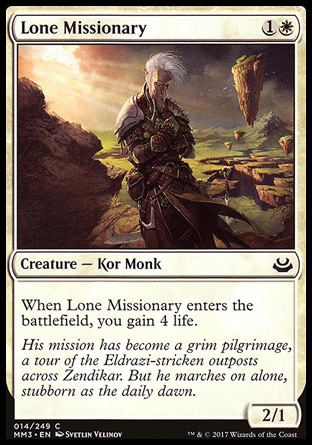 Lone Missionary 1
Creature — Kor Monk
When Lone Missionary enters the
battlefield, you gain 4 life.
His mission has become a grim pilgrimage,
a tour of the Eldrazi-stricken outposts
across Zendikar. But he marches on alone,
stubborn as the daily dawn.
2/1
014/249 C
MM3 • EN Svetlin Velinov ™ & © 2017 Wizards of the Coast